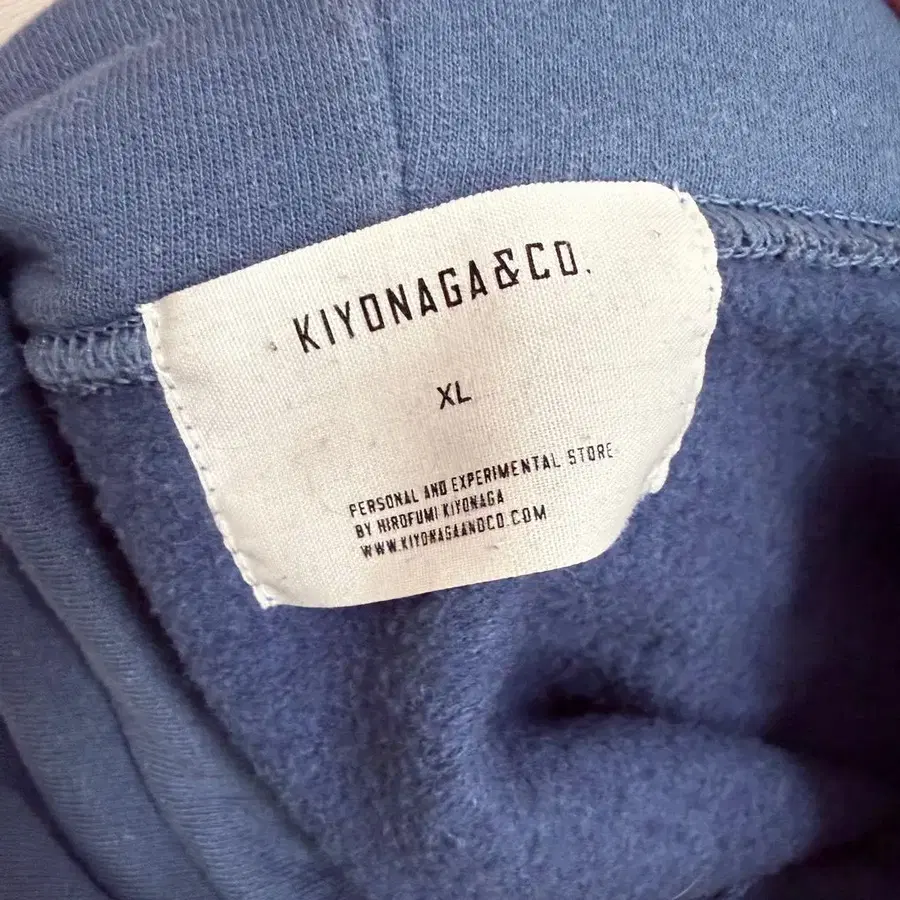 KIYONAGA&CO.
XL
PERSONAL AND EXPERIMENTAL STORE
BY HIROFUMI KIYONAGA
WWW.KIYONAGAANDCO.COM